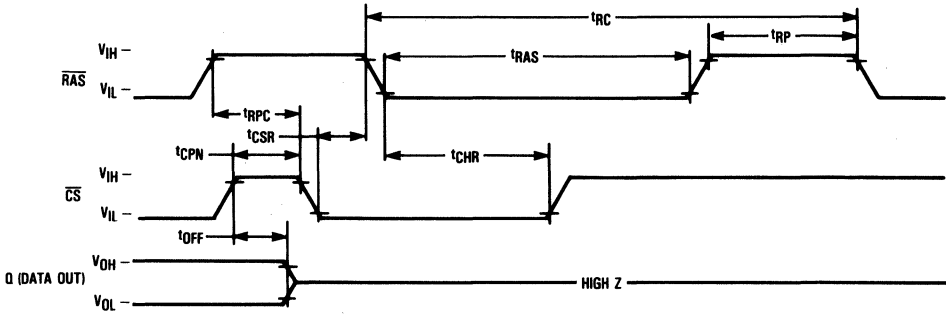 tRC
VIH
tRP
tRAS
RAS
VIL
tRPC
tCSR
tCPN
tCHR
VIH
CS
VIL
tOFF
VOH
Q (DATA OUT)
HIGH Z
VOL